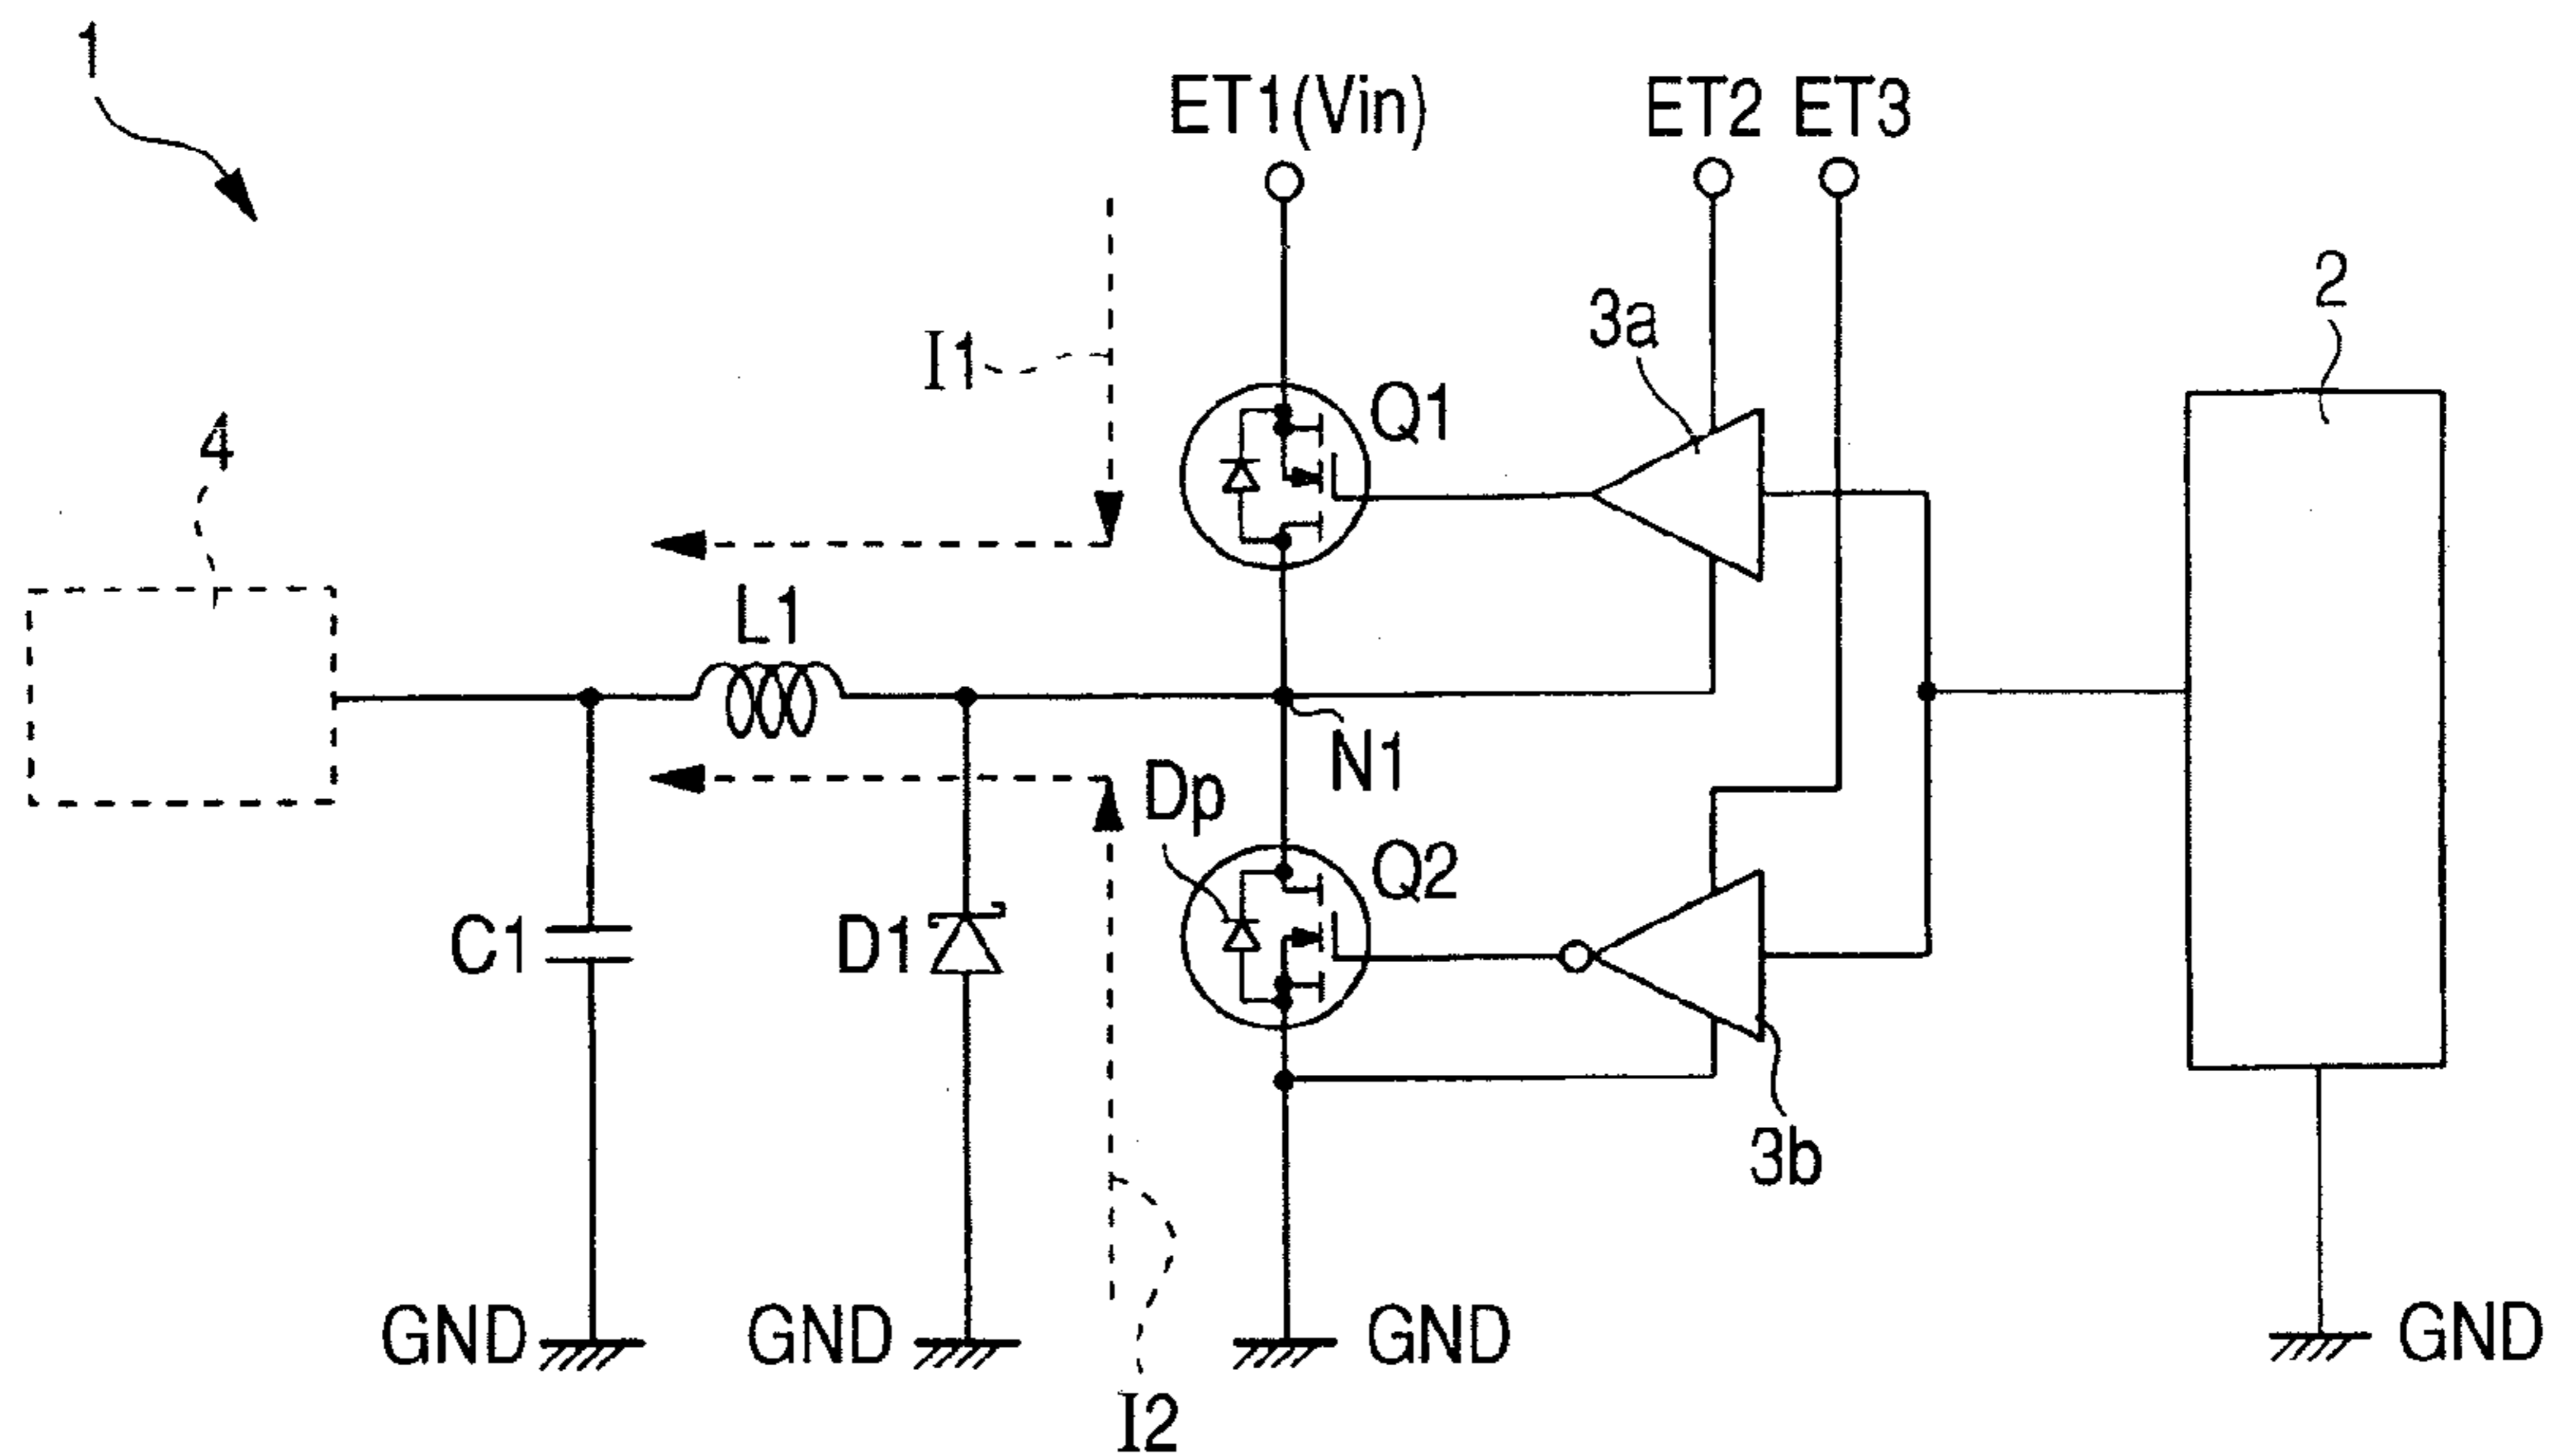 1
ET1(Vin)
ET2
ET3
2
3a
I1
Q1
4
L1
N1
Dp
Q2
C1
D1
3b
GND
GND
GND
GND
I2